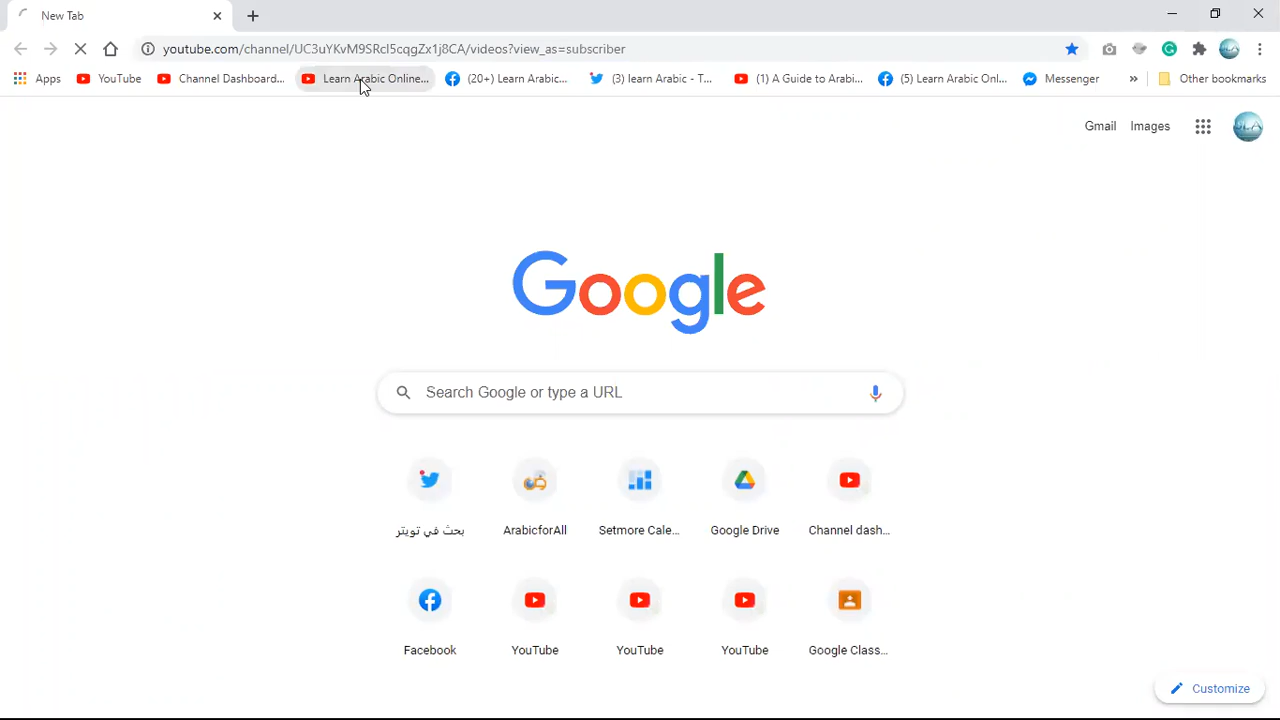 New Tab
youtube.com/channel/UC3uYKvM9SRcl5cqgZx1j8CA/videos?view_as=subscriber
Apps YouTube Channel Dashboard... Learn Arabic Online... (20+) Learn Arabic... (3) learn Arabic - T... (1) A Guide to Arabi... (5) Learn Arabic Onl... Messenger » Other bookmarks
Gmail Images
Google
Search Google or type a URL
بحث في تويتر ArabicforAll Setmore Cale... Google Drive Channel dash...
Facebook YouTube YouTube YouTube Google Class...
Customize